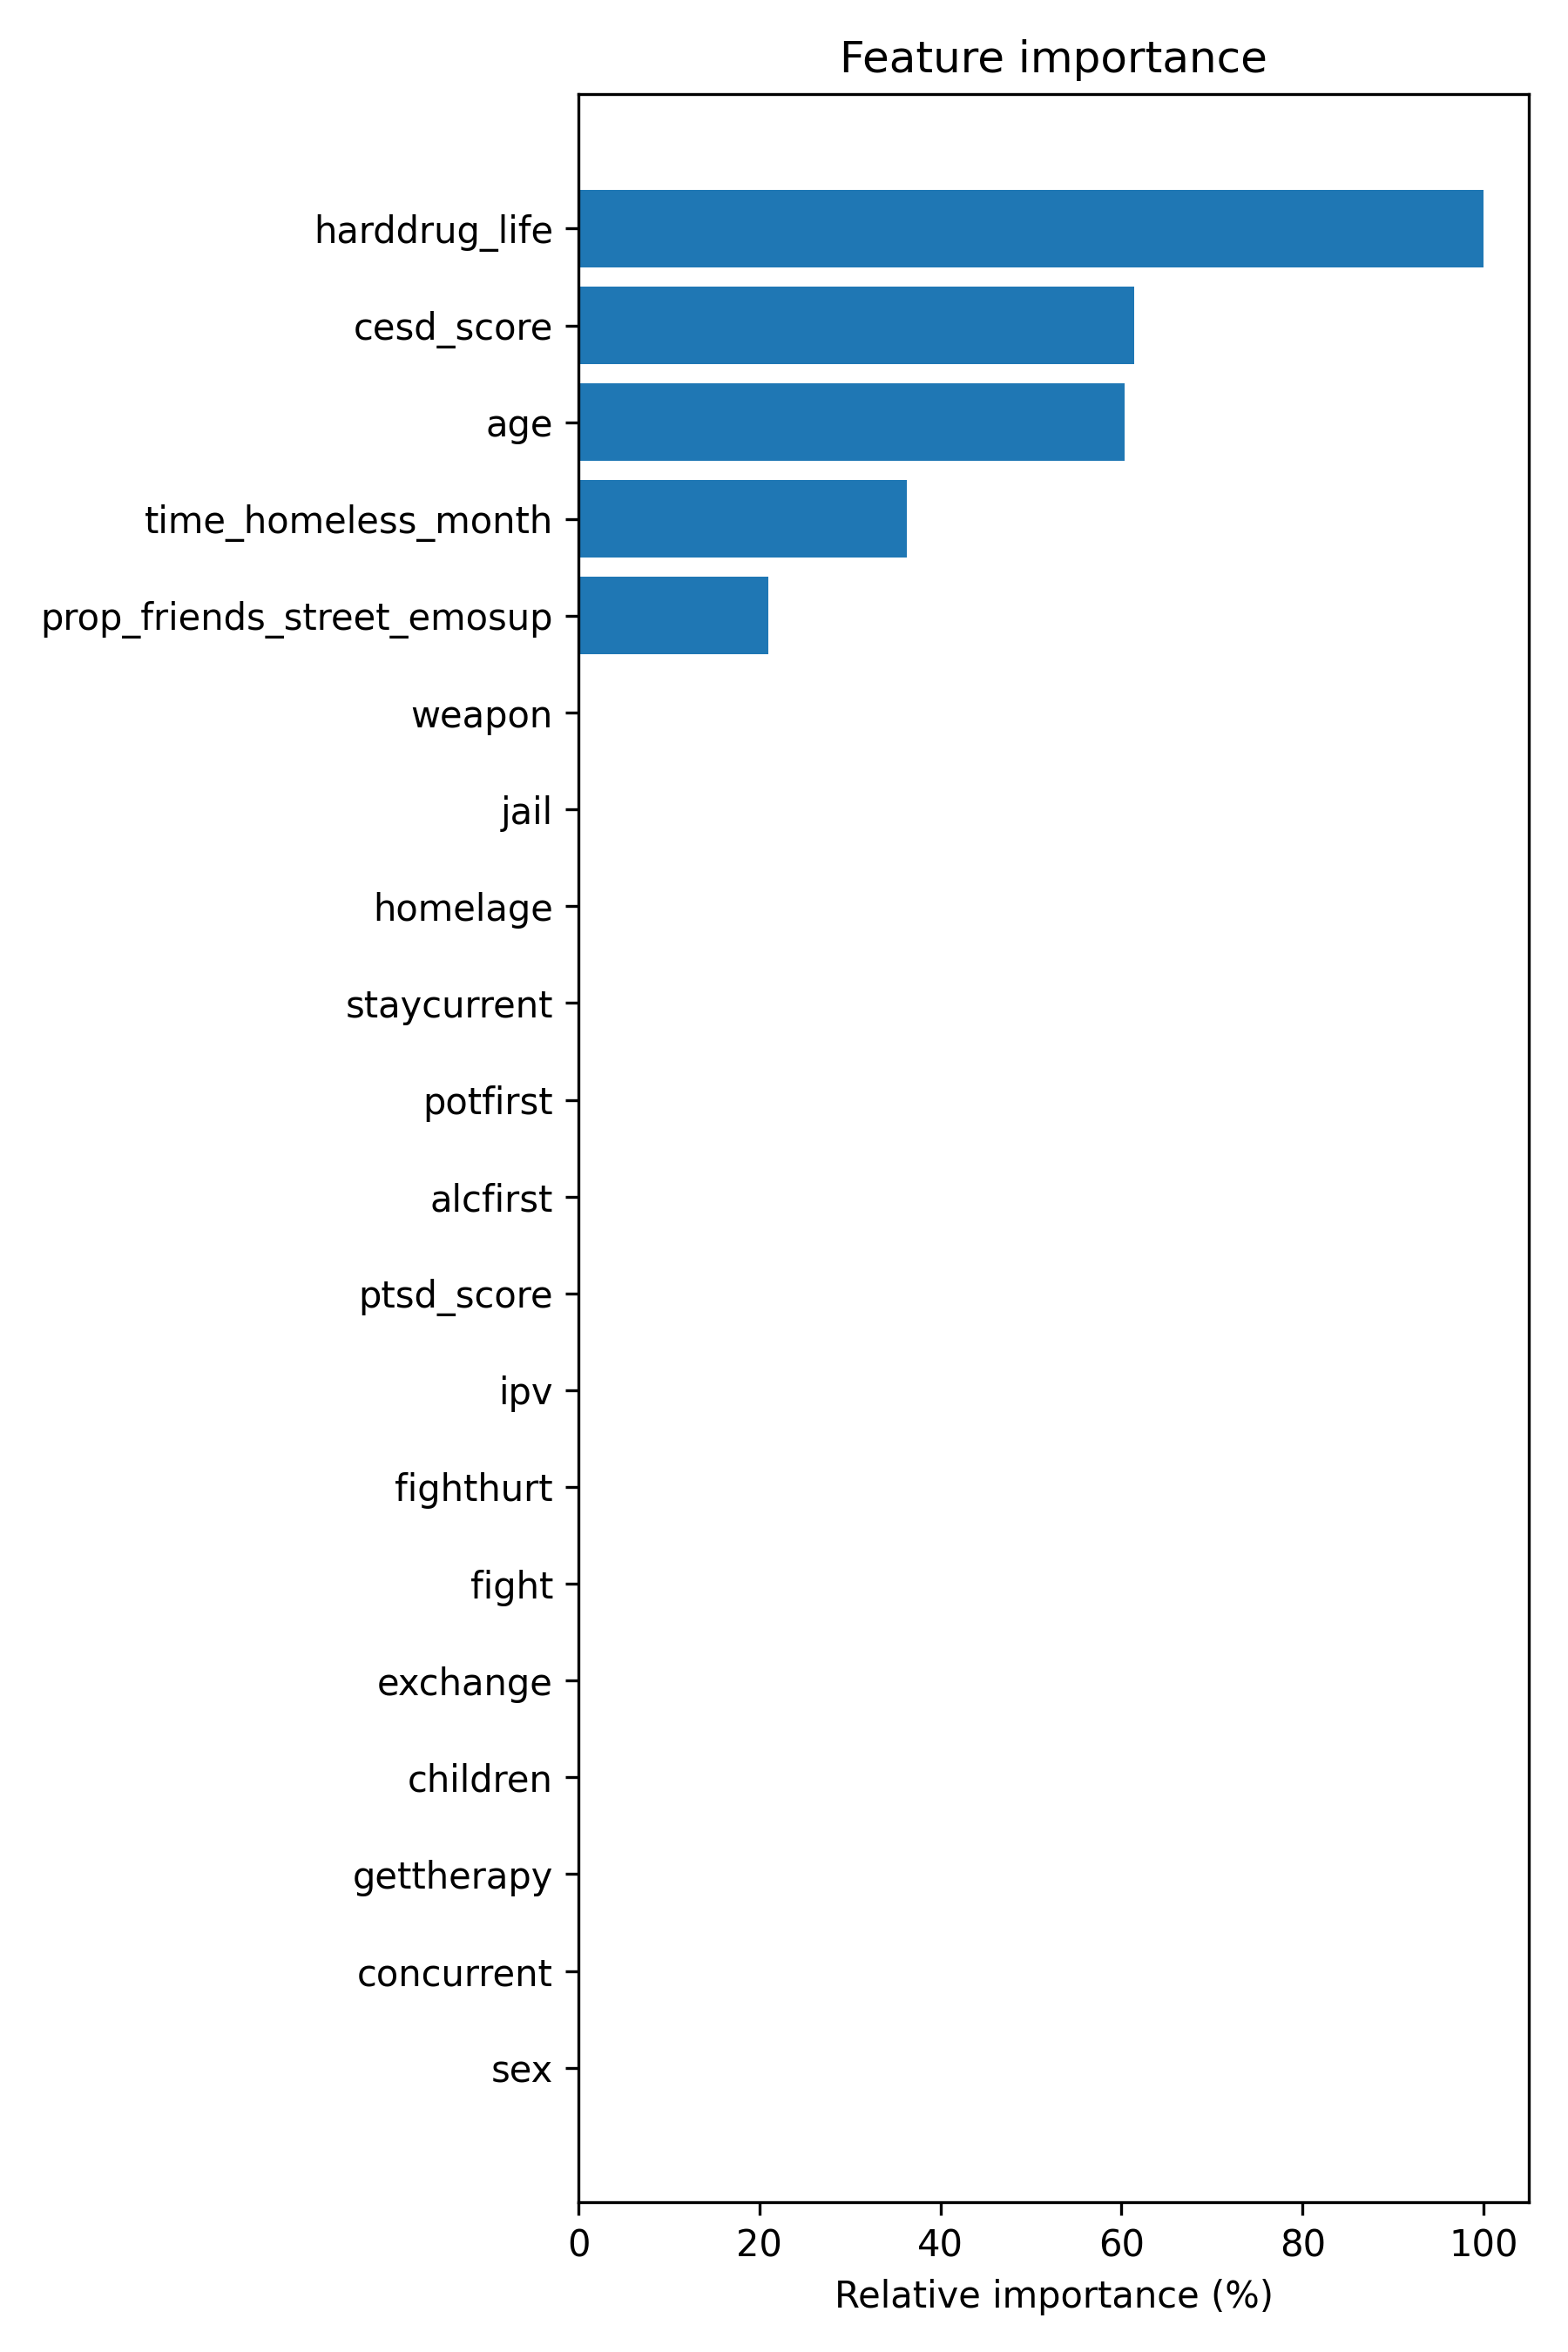 Feature importance
harddrug_life
cesd_score
age
time_homeless_month
prop_friends_street_emosup
weapon
jail
homelage
staycurrent
potfirst
alcfirst
ptsd_score
ipv
fighthurt
fight
exchange
children
gettherapy
concurrent
sex
0 20 40 60 80 100
Relative importance (%)